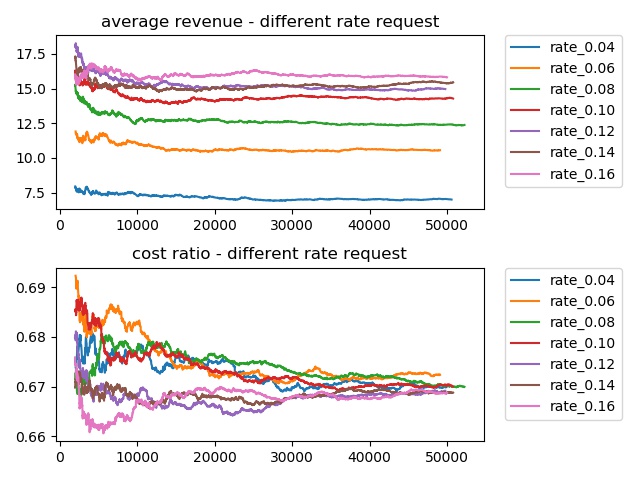 average revenue - different rate request
17.5
15.0
12.5
10.0
7.5
0
10000
20000
30000
40000
50000
rate_0.04
rate_0.06
rate_0.08
rate_0.10
rate_0.12
rate_0.14
rate_0.16
cost ratio - different rate request
0.69
0.68
0.67
0.66
0
10000
20000
30000
40000
50000
rate_0.04
rate_0.06
rate_0.08
rate_0.10
rate_0.12
rate_0.14
rate_0.16